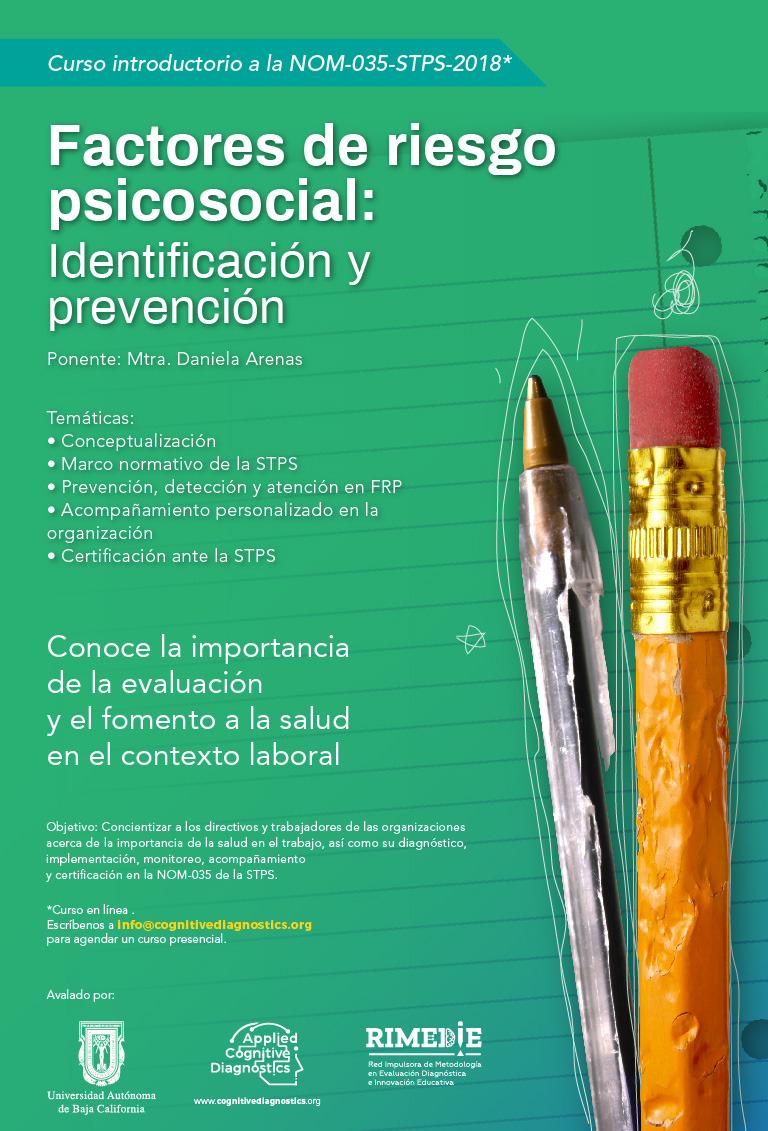 Curso introductorio a la NOM-035-STPS-2018*
Factores de riesgo
psicosocial:
Identificación y
prevención
Ponente: Mtra. Daniela Arenas
Temáticas:
• Conceptualización
• Marco normativo de la STPS
• Prevención, detección y atención en FRP
• Acompañamiento personalizado en la
organización
• Certificación ante la STPS
Conoce la importancia
de la evaluación
y el fomento a la salud
en el contexto laboral
Objetivo: Concientizar a los directivos y trabajadores de las organizaciones
acerca de la importancia de la salud en el trabajo, así como su diagnóstico,
implementación, monitoreo, acompañamiento
y certificación en la NOM-035 de la STPS.
*Curso en línea .
Escríbenos a info@cognitivediagnostics.org
para agendar un curso presencial.
Avalado por:
Universidad Autónoma
de Baja California
Applied
Cognitive
Diagnostics
www.cognitivediagnostics.org
RIMEDIE
Red Impulsora de Metodología
en Evaluación Diagnóstica
e Innovación Educativa